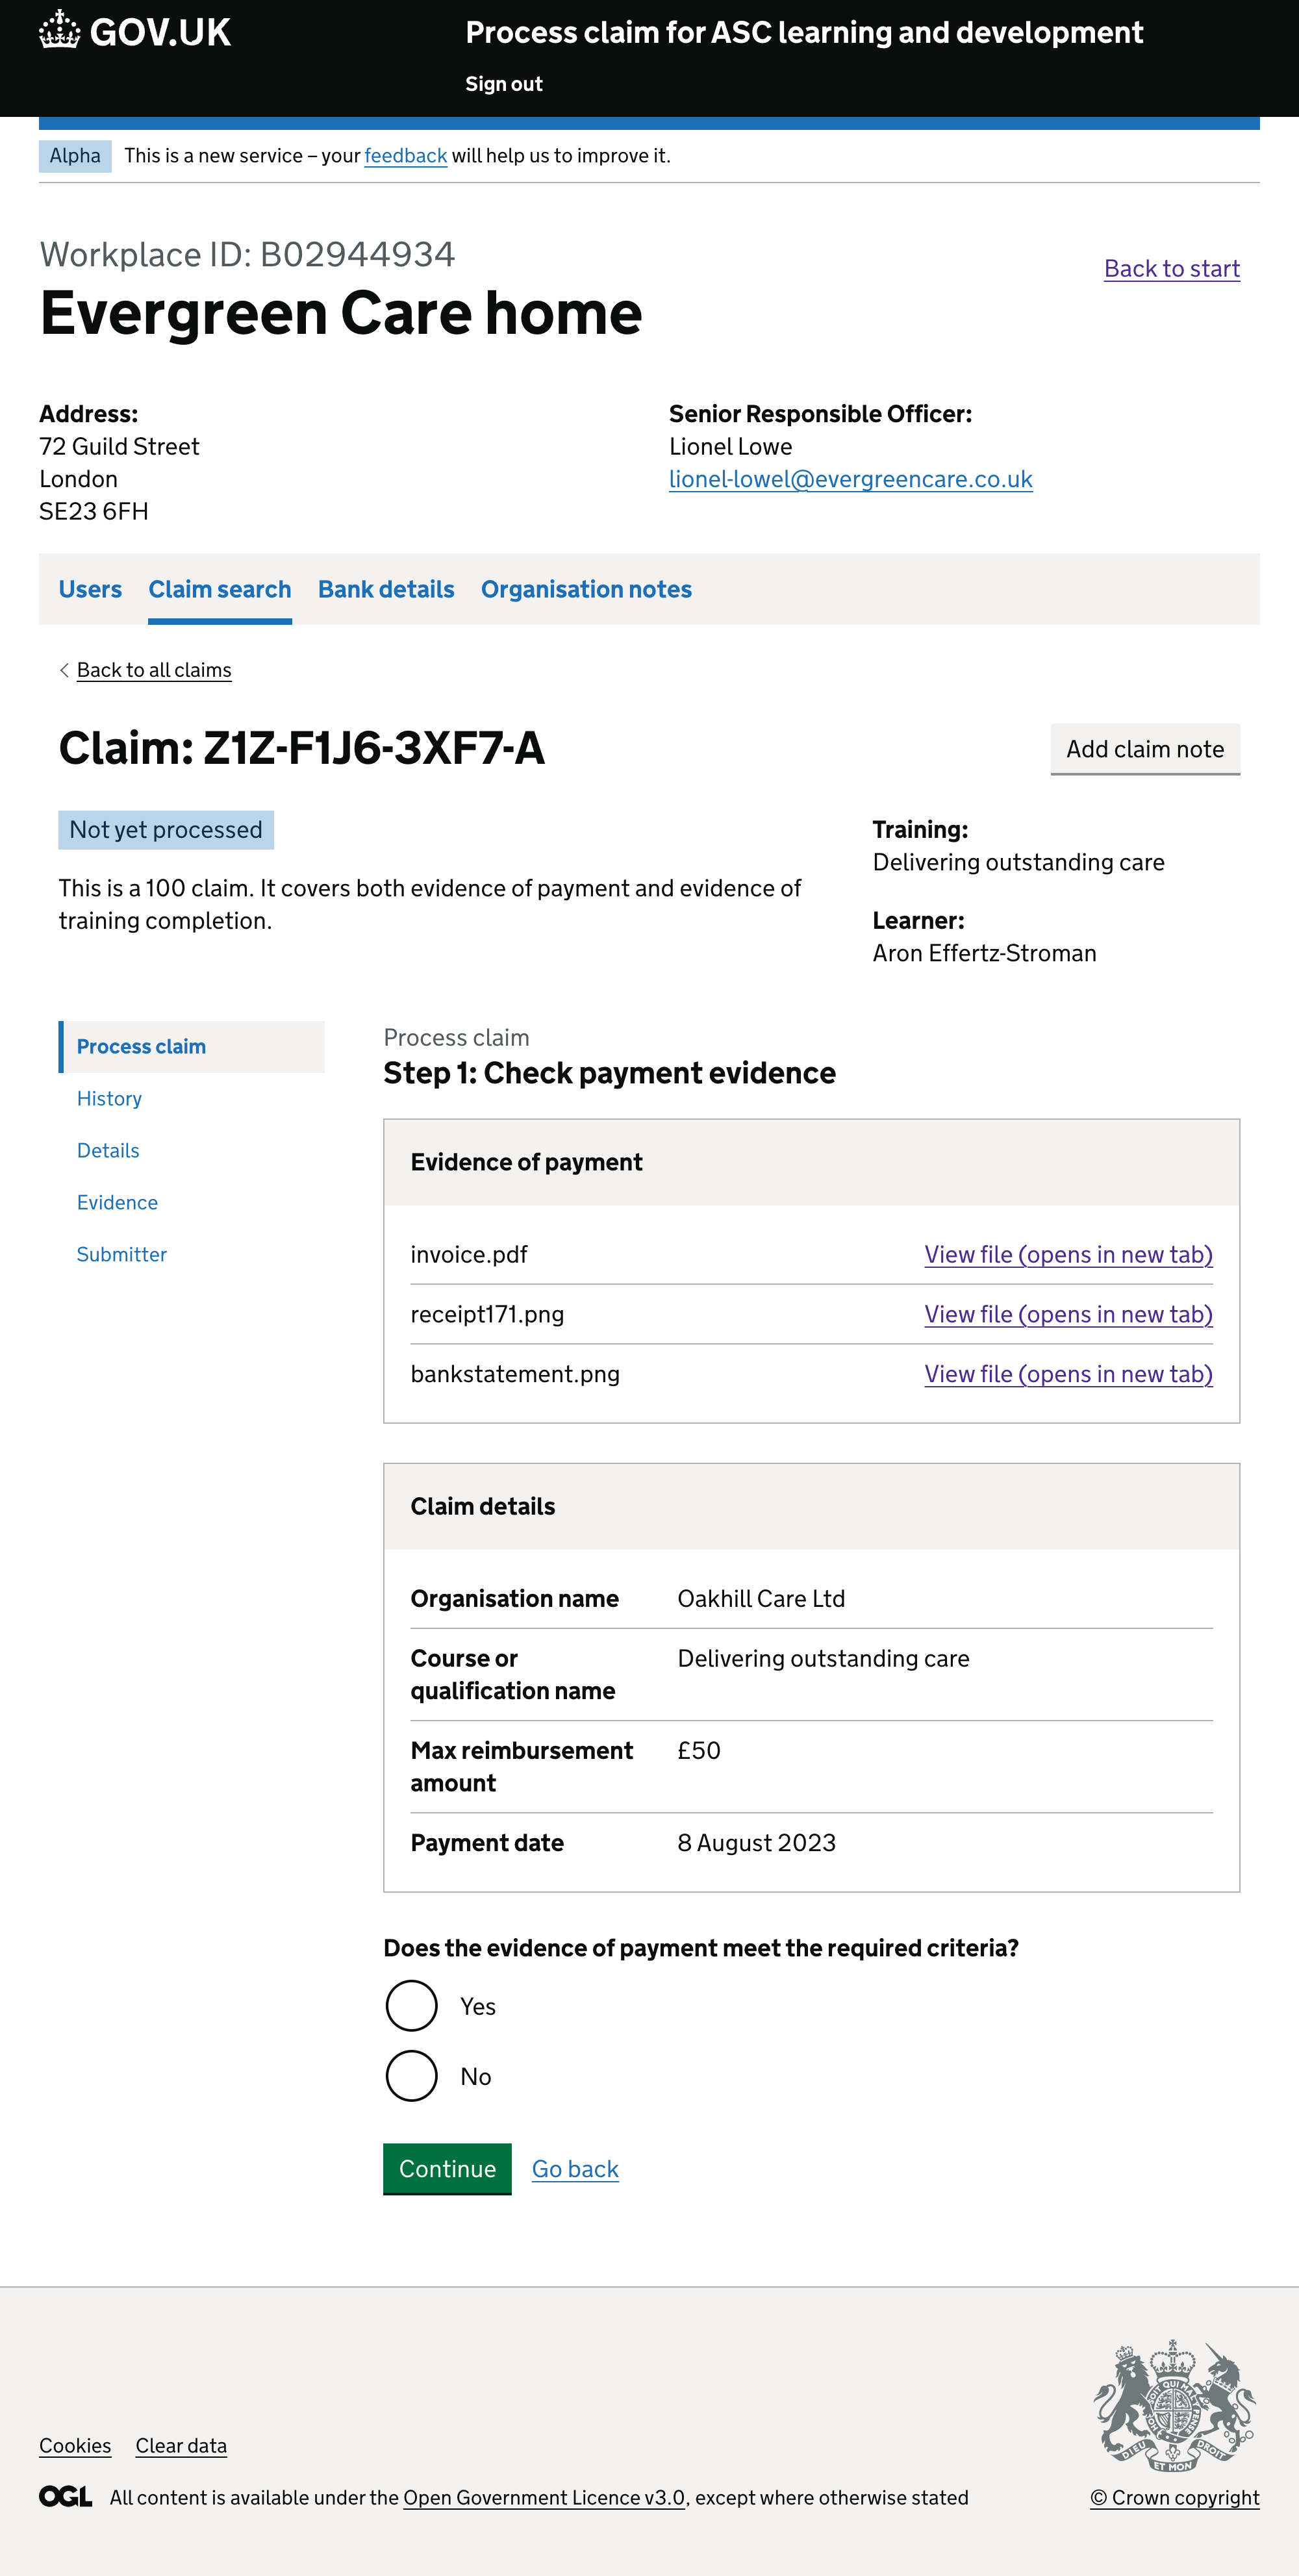 GOV.UK
Process claim for ASC learning and development
Sign out
Alpha This is a new service – your feedback will help us to improve it.
Workplace ID: B02944934
Back to start
Evergreen Care home
Address:
72 Guild Street
London
SE23 6FH
Senior Responsible Officer:
Lionel Lowe
lionel-lowel@evergreencare.co.uk
Users Claim search Bank details Organisation notes
Back to all claims
Claim: Z1Z-F1J6-3XF7-A
Add claim note
Not yet processed
This is a 100 claim. It covers both evidence of payment and evidence of
training completion.
Training:
Delivering outstanding care
Learner:
Aron Effertz-Stroman
Process claim
History
Details
Evidence
Submitter
Process claim
Step 1: Check payment evidence
Evidence of payment
invoice.pdf View file (opens in new tab)
receipt171.png View file (opens in new tab)
bankstatement.png View file (opens in new tab)
Claim details
Organisation name Oakhill Care Ltd
Course or
qualification name
Delivering outstanding care
Max reimbursement
amount
£50
Payment date 8 August 2023
Does the evidence of payment meet the required criteria?
Yes
No
Continue Go back
Cookies Clear data
OGL All content is available under the Open Government Licence v3.0, except where otherwise stated
DIEU ET MON DROIT
© Crown copyright